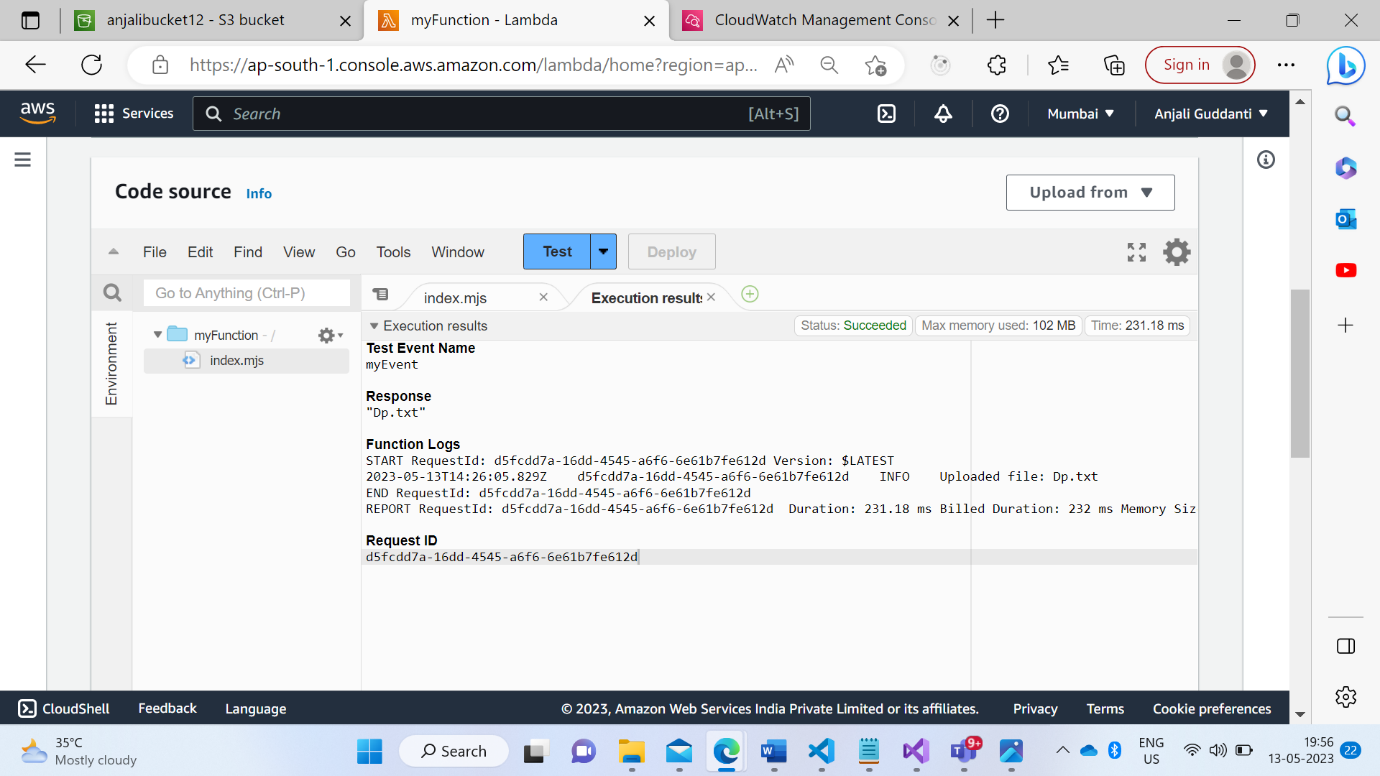 anjalibucket12 - S3 bucket
myFunction - Lambda
CloudWatch Management Conso
https://ap-south-1.console.aws.amazon.com/lambda/home?region=ap...
Sign in
aws
Services
Search
[Alt+S]
Mumbai
Anjali Guddanti
Code source
Info
Upload from
File
Edit
Find
View
Go
Tools
Window
Test
Deploy
Go to Anything (Ctrl-P)
index.mjs
Execution results
Environment
myFunction - /
index.mjs
Execution results
Status: Succeeded
Max memory used: 102 MB
Time: 231.18 ms
Test Event Name
myEvent
Response
"Dp.txt"
Function Logs
START RequestId: d5fcdd7a-16dd-4545-a6f6-6e61b7fe612d Version: $LATEST
2023-05-13T14:26:05.829Z d5fcdd7a-16dd-4545-a6f6-6e61b7fe612d INFO Uploaded file: Dp.txt
END RequestId: d5fcdd7a-16dd-4545-a6f6-6e61b7fe612d
REPORT RequestId: d5fcdd7a-16dd-4545-a6f6-6e61b7fe612d Duration: 231.18 ms Billed Duration: 232 ms Memory Siz
Request ID
d5fcdd7a-16dd-4545-a6f6-6e61b7fe612d
CloudShell
Feedback
Language
© 2023, Amazon Web Services India Private Limited or its affiliates.
Privacy
Terms
Cookie preferences
35°C
Mostly cloudy
Search
9+
ENG
US
19:56
13-05-2023
22